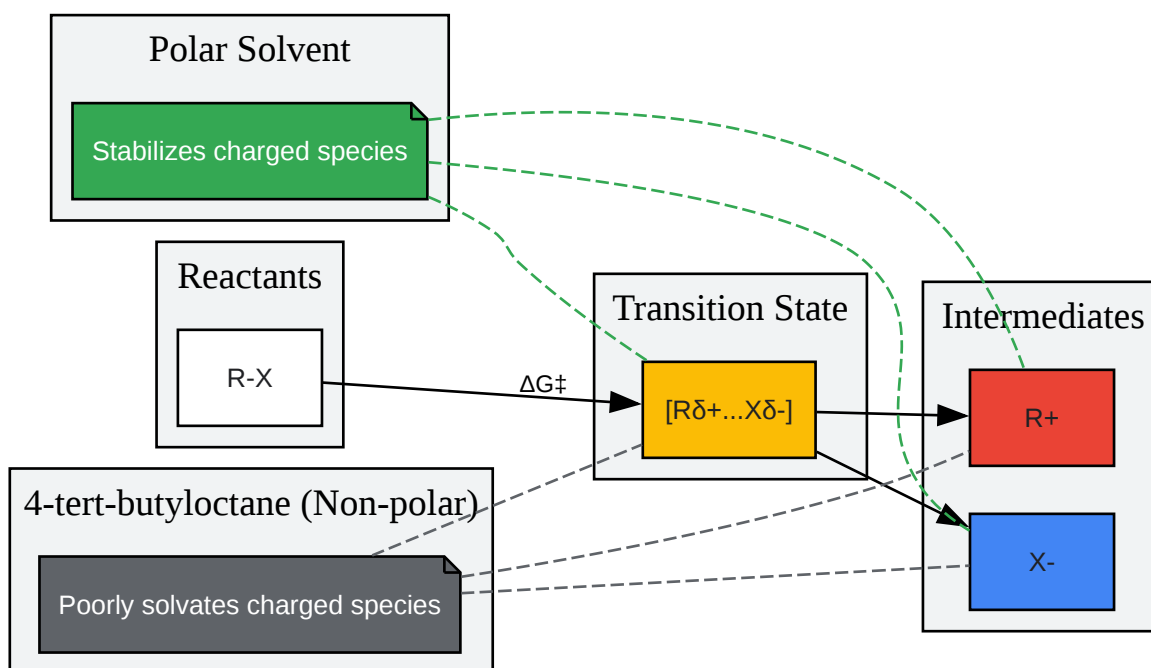 Polar Solvent
Stabilizes charged species
Reactants
R-X
ΔG‡
Transition State
[Rδ+...Xδ-]
Intermediates
R+
X-
4-tert-butyloctane (Non-polar)
Poorly solvates charged species